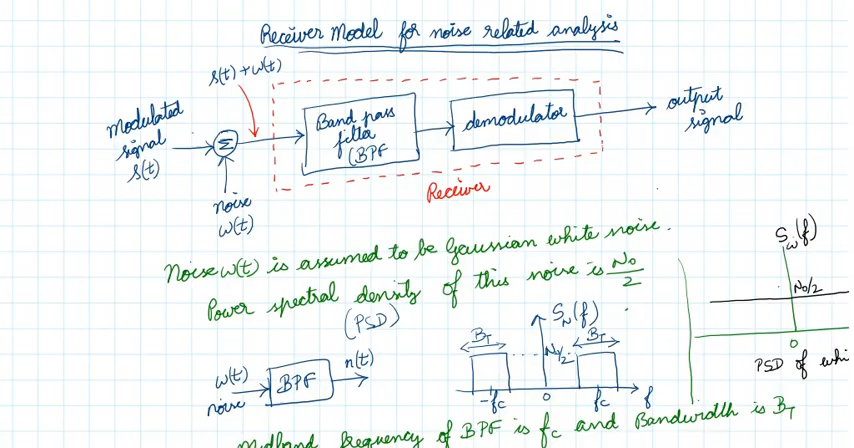 Receiver Model for noise related analysis
s(t)+w(t)
Modulated
signal
s(t)
Σ
noise
w(t)
Band pass
filter
(BPF
demodulator
output
signal
Receiver
Noise w(t) is assumed to be Gaussian white noise.
Power spectral density of this noise is N0/2
(PSD)
w(t)
noise
BPF
n(t)
S_N(f)
B_T
B_T
N0/2
-fc 0 fc f
S_w(f)
N0/2
0
PSD of whi
Midband frequency of BPF is fc and Bandwidth is B_T